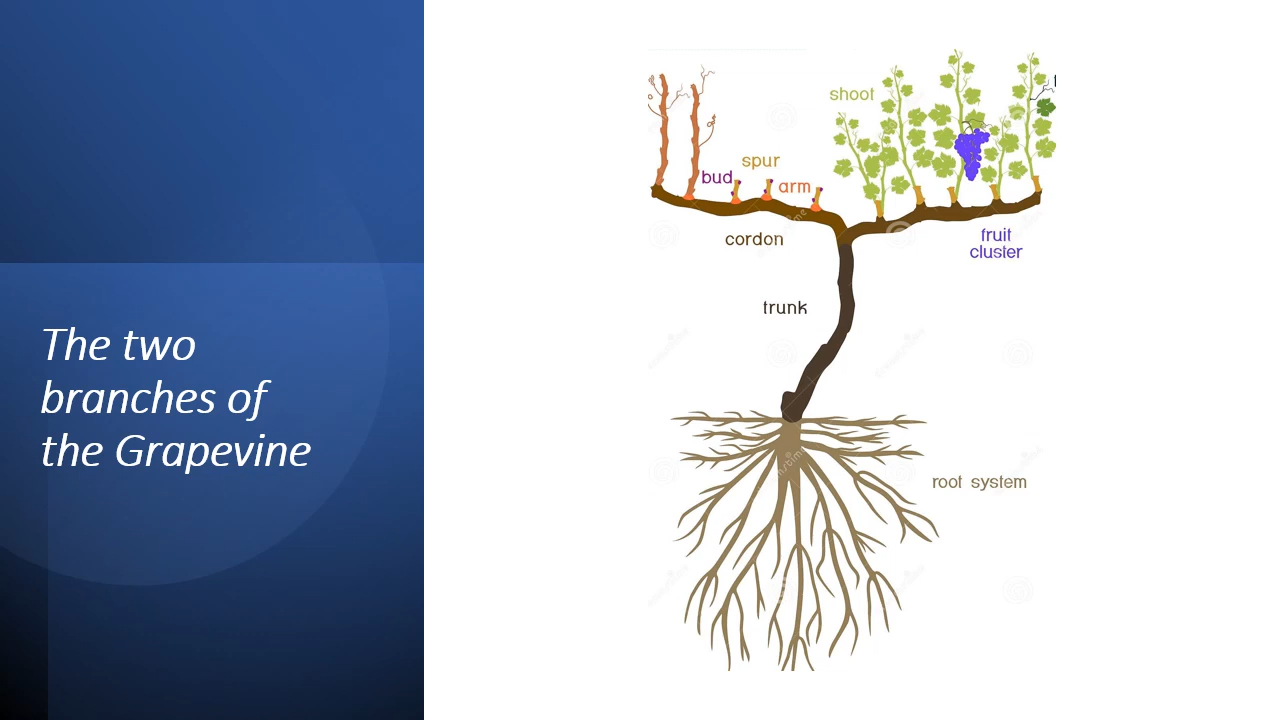 The two
branches of
the Grapevine
shoot
spur
bud
arm
cordon
fruit
cluster
trunk
root system